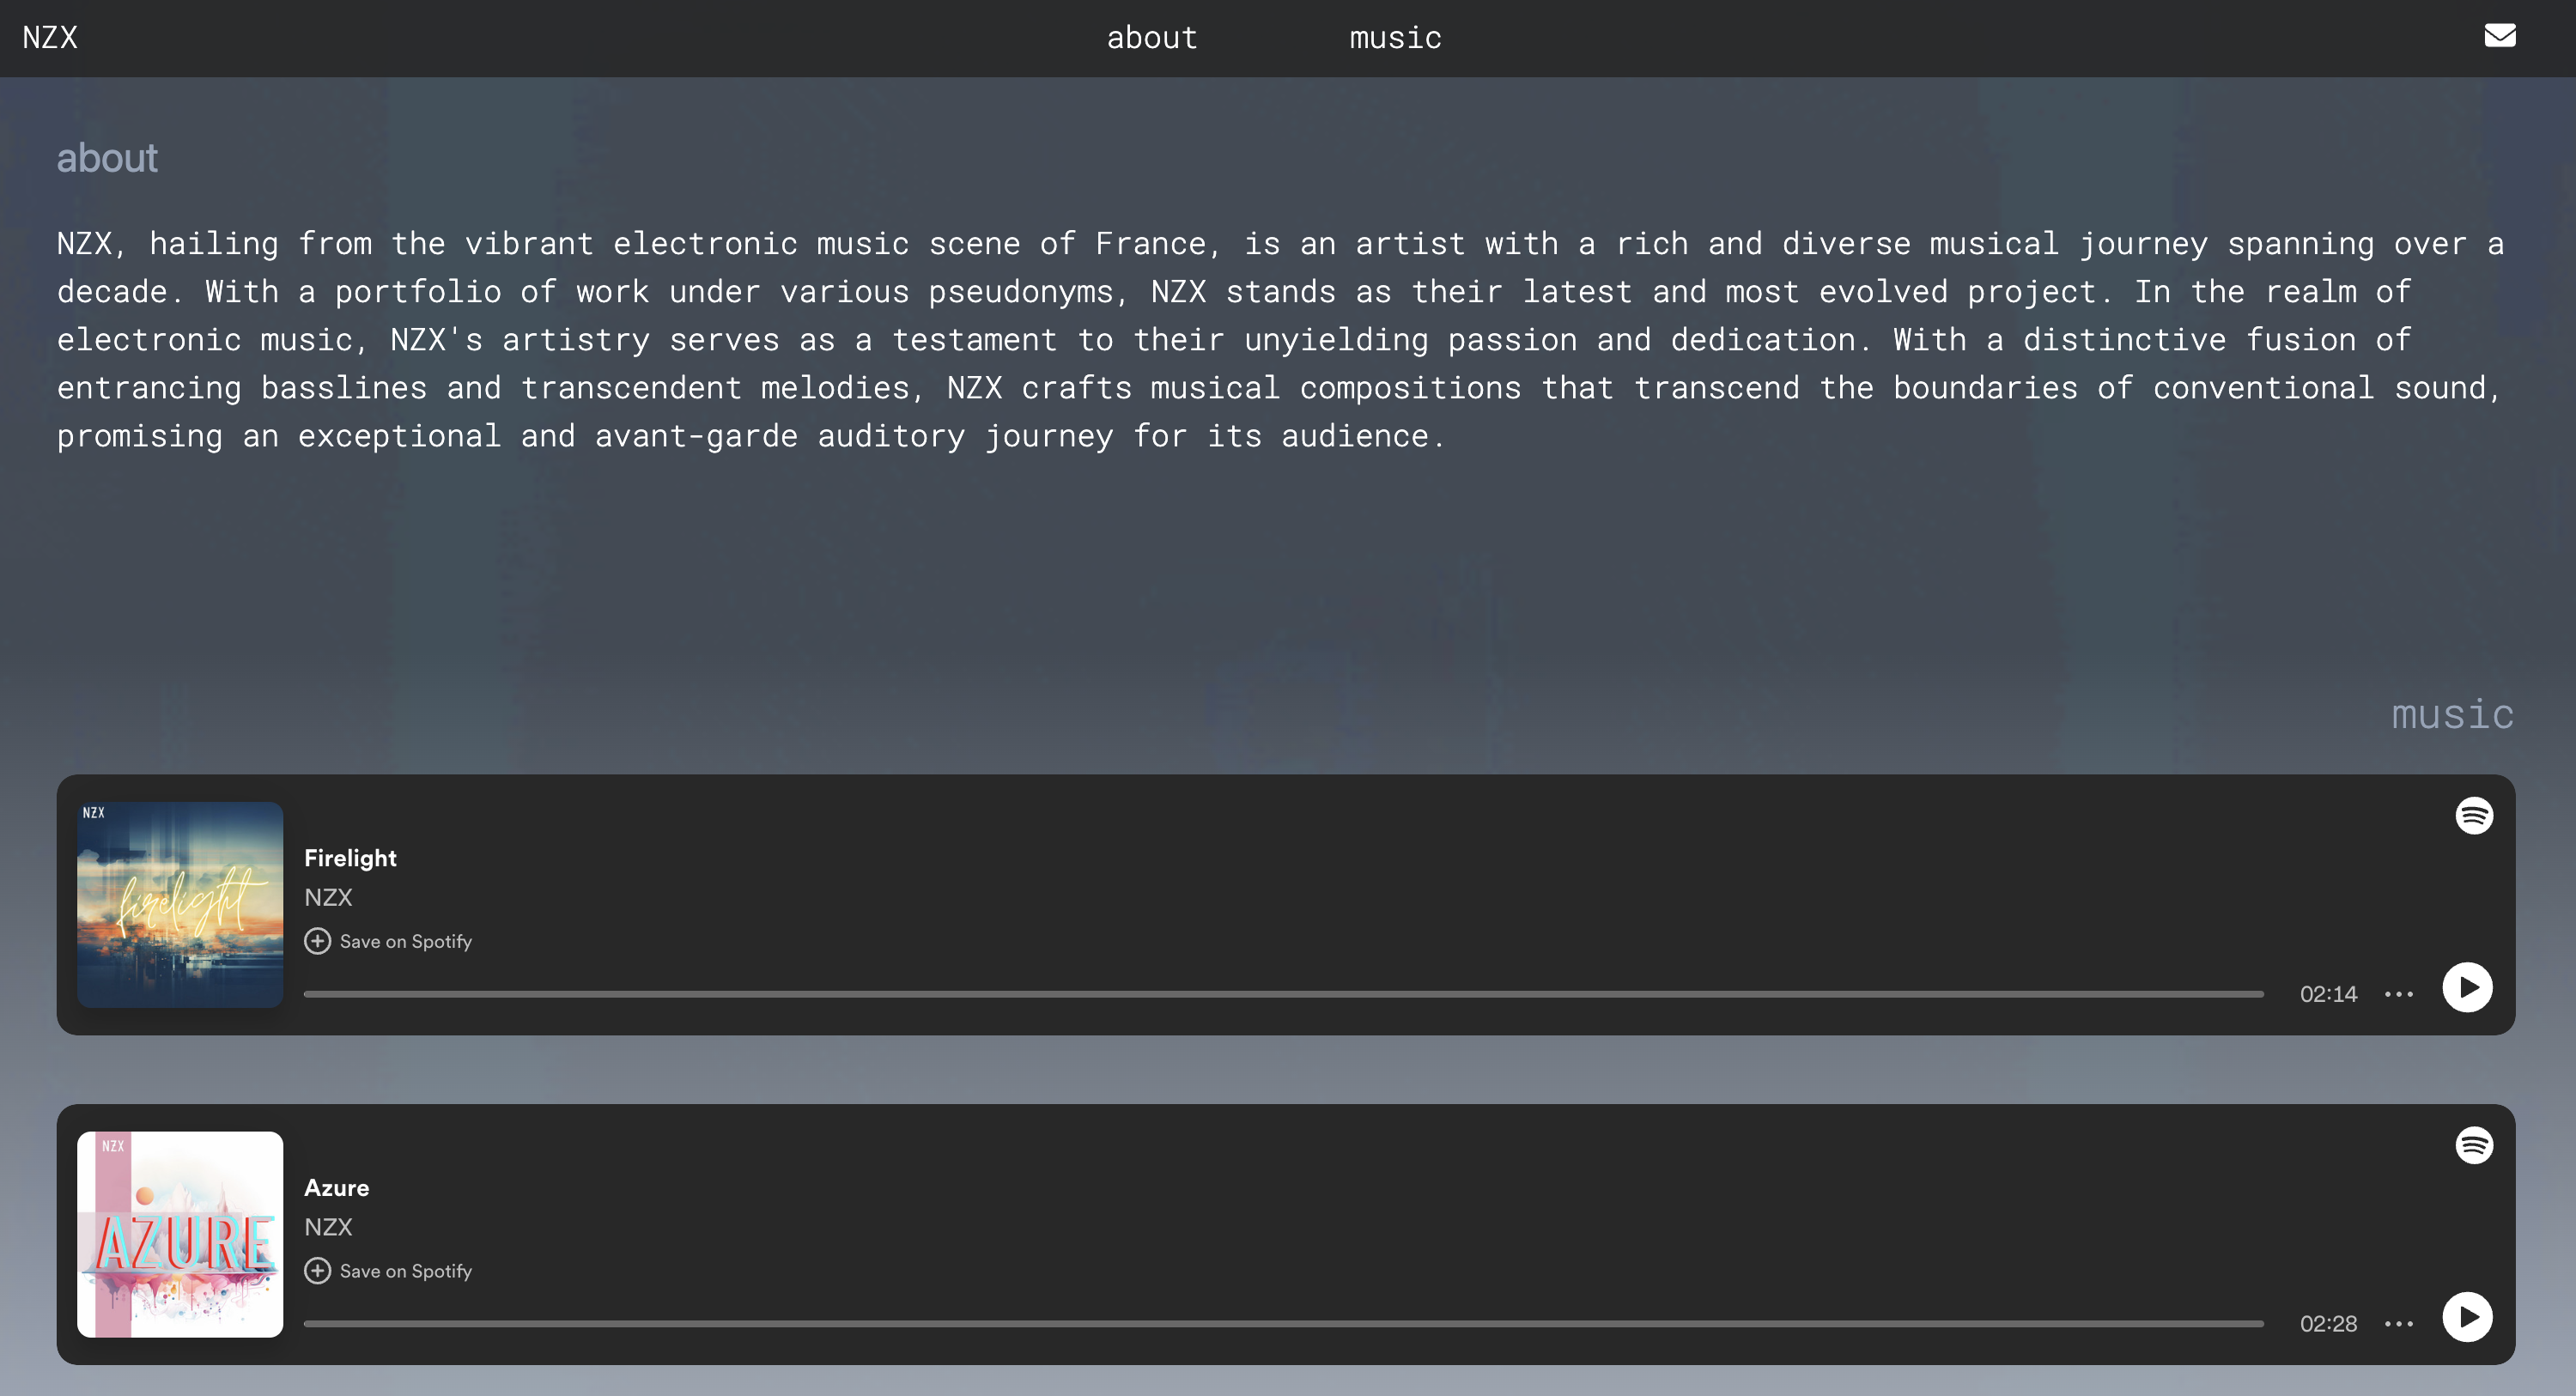 NZX
about
music
about
NZX, hailing from the vibrant electronic music scene of France, is an artist with a rich and diverse musical journey spanning over a
decade. With a portfolio of work under various pseudonyms, NZX stands as their latest and most evolved project. In the realm of
electronic music, NZX's artistry serves as a testament to their unyielding passion and dedication. With a distinctive fusion of
entrancing basslines and transcendent melodies, NZX crafts musical compositions that transcend the boundaries of conventional sound,
promising an exceptional and avant-garde auditory journey for its audience.
music
NZX
firelight
Firelight
NZX
Save on Spotify
02:14
NZX
AZURE
Azure
NZX
Save on Spotify
02:28